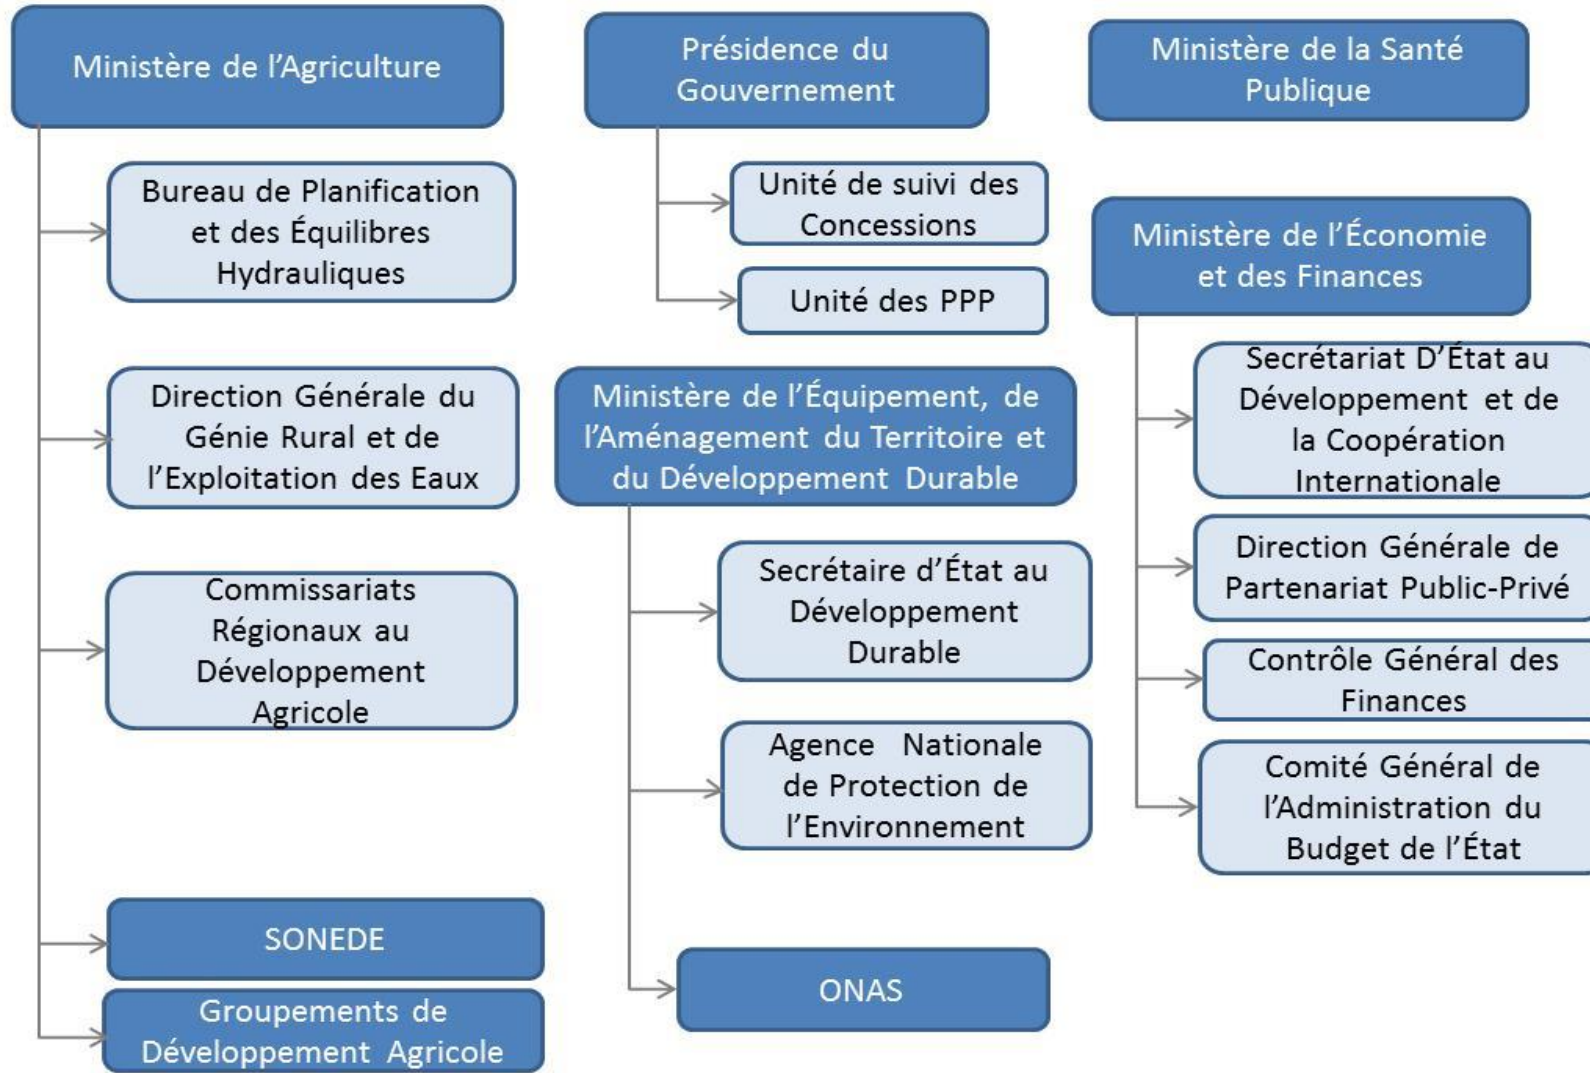 Ministère de l'Agriculture
Bureau de Planification
et des Équilibres
Hydrauliques
Direction Générale du
Génie Rural et de
l'Exploitation des Eaux
Commissariats
Régionaux au
Développement
Agricole
SONEDE
Groupements de
Développement Agricole
Présidence du
Gouvernement
Unité de suivi des
Concessions
Unité des PPP
Ministère de l'Équipement, de
l'Aménagement du Territoire et
du Développement Durable
Secrétaire d'État au
Développement
Durable
Agence Nationale
de Protection de
l'Environnement
ONAS
Ministère de la Santé
Publique
Ministère de l'Économie
et des Finances
Secrétariat D'État au
Développement et de
la Coopération
Internationale
Direction Générale de
Partenariat Public-Privé
Contrôle Général des
Finances
Comité Général de
l'Administration du
Budget de l'État